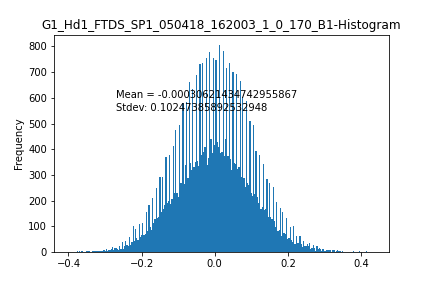 G1_Hd1_FTDS_SP1_050418_162003_1_0_170_B1-Histogram
800
700
Mean = -0.00030621434742955867
600
Stdev: 0.10247385892532948
500
Frequency
400
300
200
100
0
−0.4 −0.2 0.0 0.2 0.4